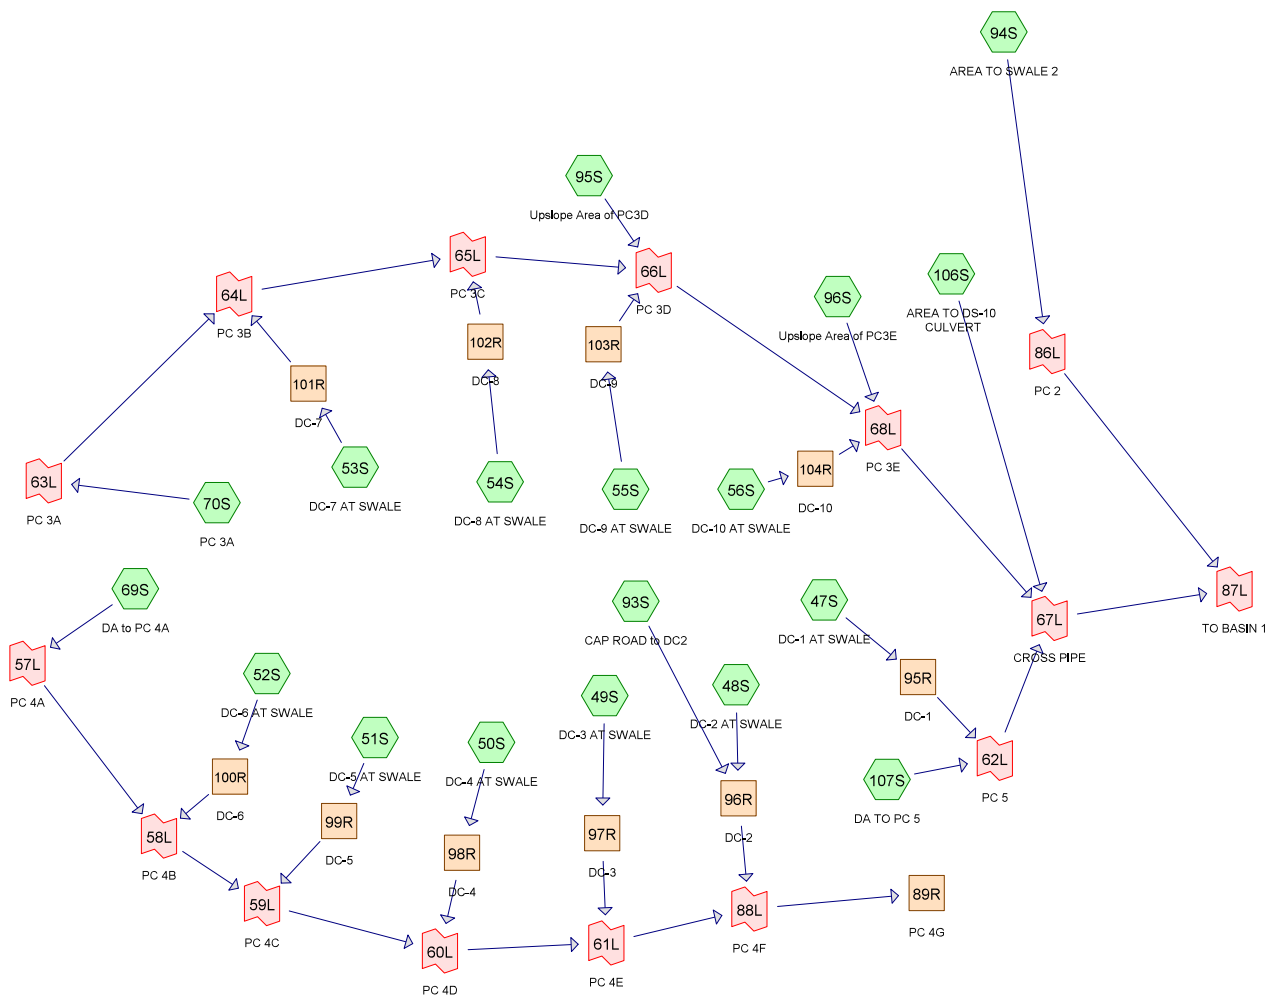 94S
AREA TO SWALE 2
95S
Upslope Area of PC3D
65L
PC 3C
66L
PC 3D
106S
AREA TO DS-10
CULVERT
64L
PC 3B
96S
Upslope Area of PC3E
102R
DC-8
103R
DC-9
86L
PC 2
101R
DC-7
68L
PC 3E
53S
DC-7 AT SWALE
104R
DC-10
63L
PC 3A
54S
DC-8 AT SWALE
55S
DC-9 AT SWALE
56S
DC-10 AT SWALE
70S
PC 3A
69S
DA to PC 4A
93S
CAP ROAD to DC2
47S
DC-1 AT SWALE
87L
TO BASIN 1
67L
CROSS PIPE
57L
PC 4A
52S
DC-6 AT SWALE
49S
DC-3 AT SWALE
48S
DC-2 AT SWALE
95R
DC-1
51S
DC-5 AT SWALE
50S
DC-4 AT SWALE
62L
PC 5
107S
DA TO PC 5
100R
DC-6
96R
DC-2
99R
DC-5
97R
DC-3
58L
PC 4B
98R
DC-4
59L
PC 4C
88L
PC 4F
89R
PC 4G
60L
PC 4D
61L
PC 4E